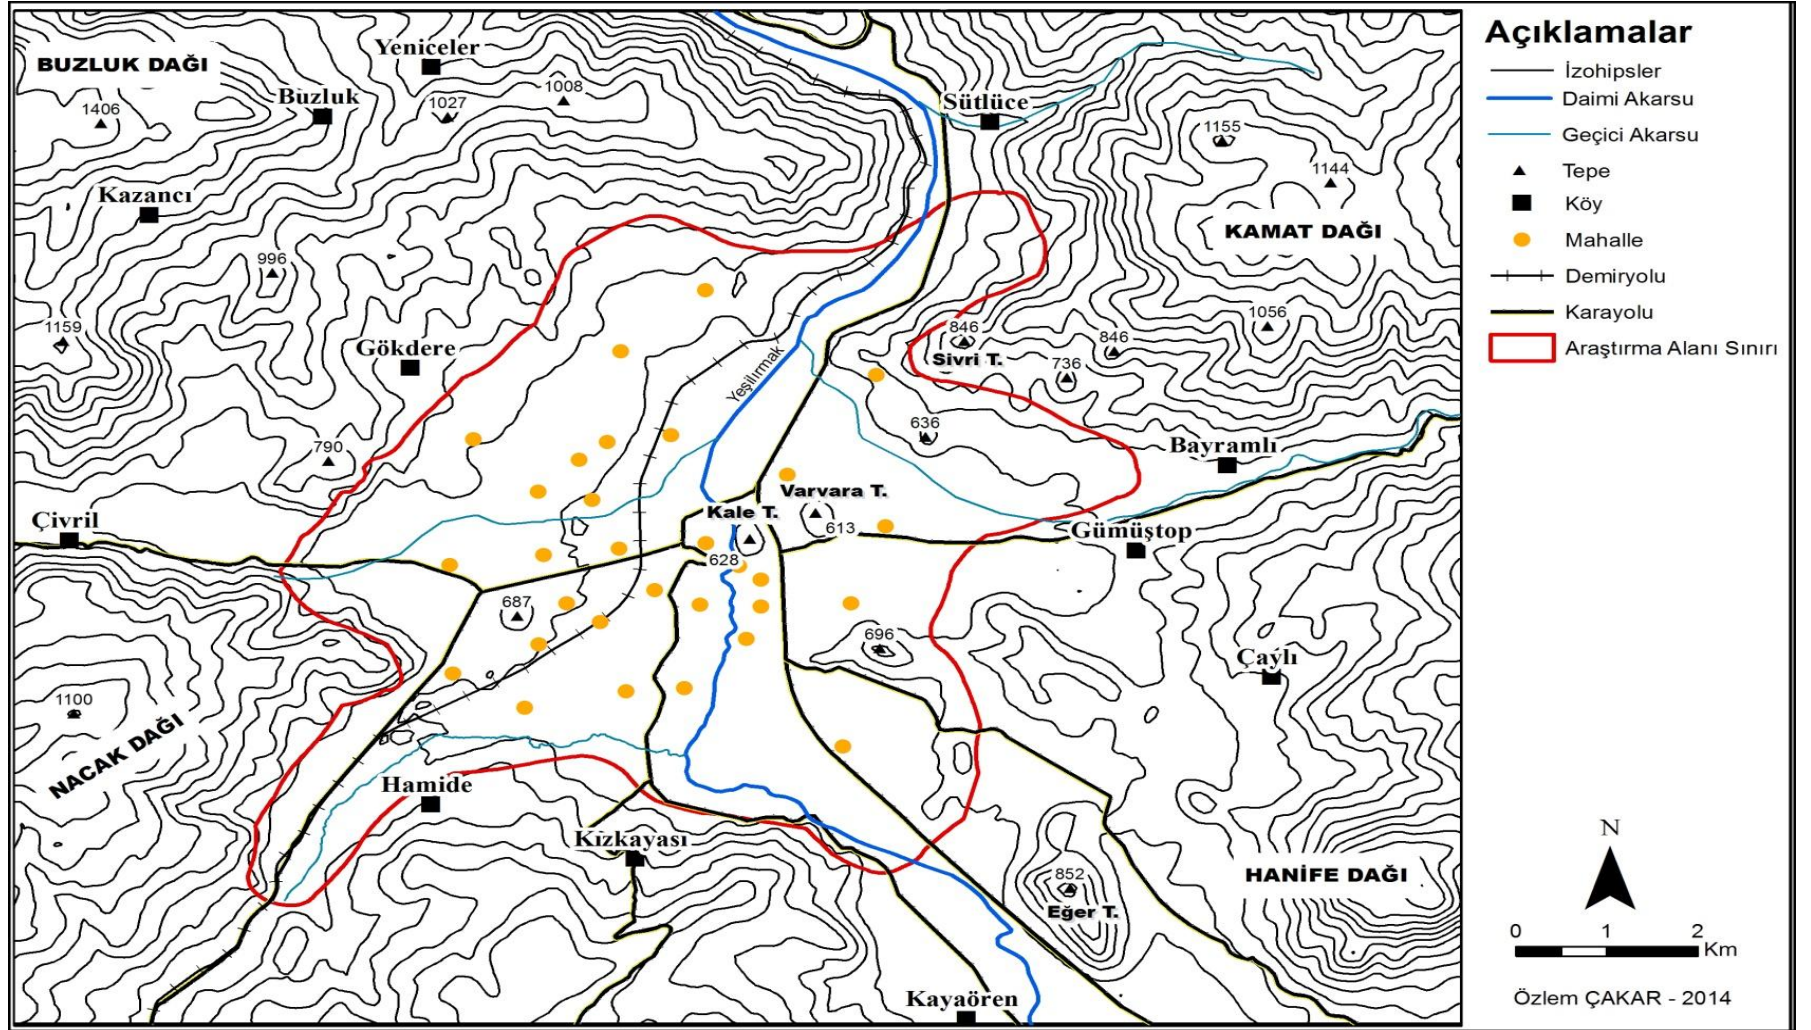 BUZLUK DAĞI
1406
Buzluk
Yeniceler
1027
1008
Sütlüce
1155
1144
KAMAT DAĞI
Kazancı
996
1159
Gökdere
790
Yeşilırmak
846
Sivri T.
846
736
1056
636
Bayramlı
Çivril
Varvara T.
Kale T.
613
628
Gümüştop
687
696
Çaylı
1100
NACAK DAĞI
Hamide
Kızkayası
852
Eğer T.
HANİFE DAĞI
Kayaören
Açıklamalar
İzohipsler
Daimi Akarsu
Geçici Akarsu
Tepe
Köy
Mahalle
Demiryolu
Karayolu
Araştırma Alanı Sınırı
N
0 1 2
Km
Özlem ÇAKAR - 2014